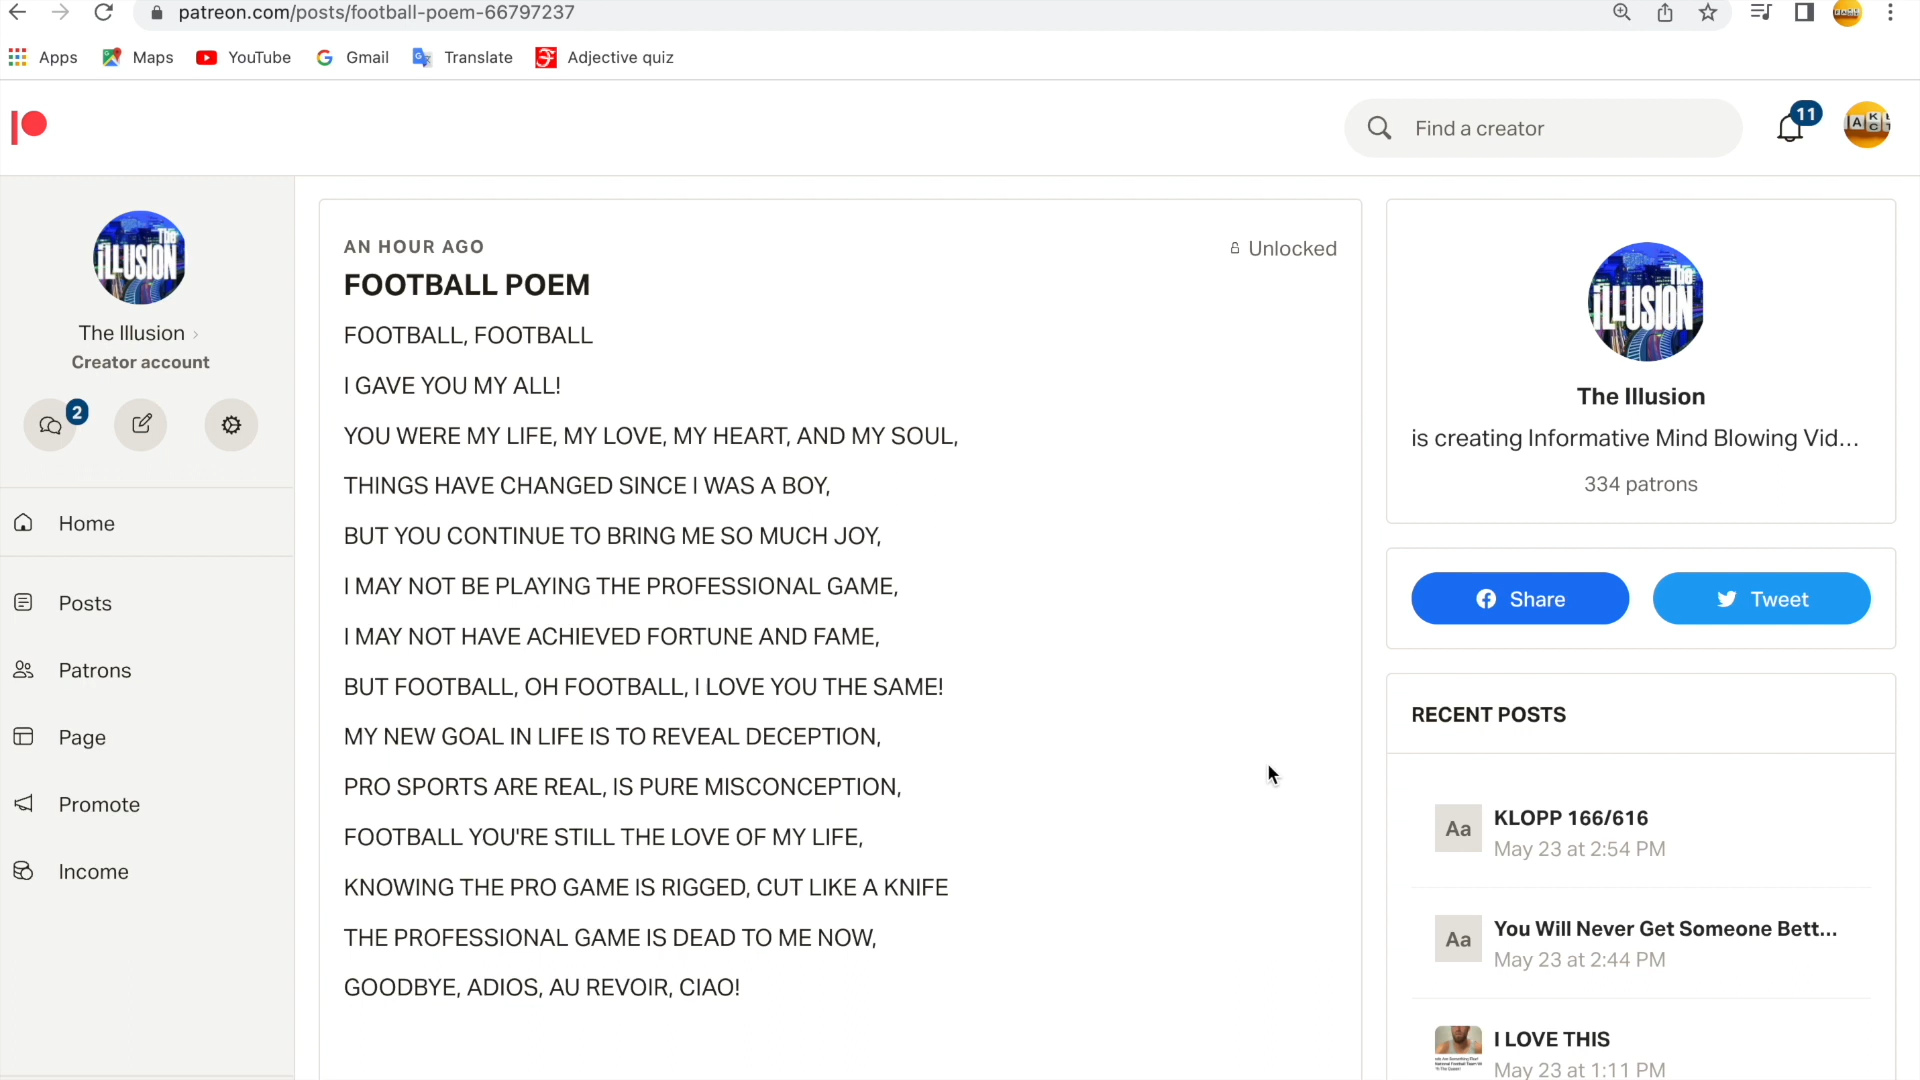 patreon.com/posts/football-poem-66797237
Apps
Maps
YouTube
Gmail
Translate
Adjective quiz
Find a creator
11
The iLLUSION
The Illusion
Creator account
2
Home
Posts
Patrons
Page
Promote
Income
AN HOUR AGO
Unlocked
FOOTBALL POEM
FOOTBALL, FOOTBALL
I GAVE YOU MY ALL!
YOU WERE MY LIFE, MY LOVE, MY HEART, AND MY SOUL,
THINGS HAVE CHANGED SINCE I WAS A BOY,
BUT YOU CONTINUE TO BRING ME SO MUCH JOY,
I MAY NOT BE PLAYING THE PROFESSIONAL GAME,
I MAY NOT HAVE ACHIEVED FORTUNE AND FAME,
BUT FOOTBALL, OH FOOTBALL, I LOVE YOU THE SAME!
MY NEW GOAL IN LIFE IS TO REVEAL DECEPTION,
PRO SPORTS ARE REAL, IS PURE MISCONCEPTION,
FOOTBALL YOU'RE STILL THE LOVE OF MY LIFE,
KNOWING THE PRO GAME IS RIGGED, CUT LIKE A KNIFE
THE PROFESSIONAL GAME IS DEAD TO ME NOW,
GOODBYE, ADIOS, AU REVOIR, CIAO!
The iLLUSION
The Illusion
is creating Informative Mind Blowing Vid...
334 patrons
Share
Tweet
RECENT POSTS
Aa
KLOPP 166/616
May 23 at 2:54 PM
Aa
You Will Never Get Someone Bett...
May 23 at 2:44 PM
I LOVE THIS
May 23 at 1:11 PM